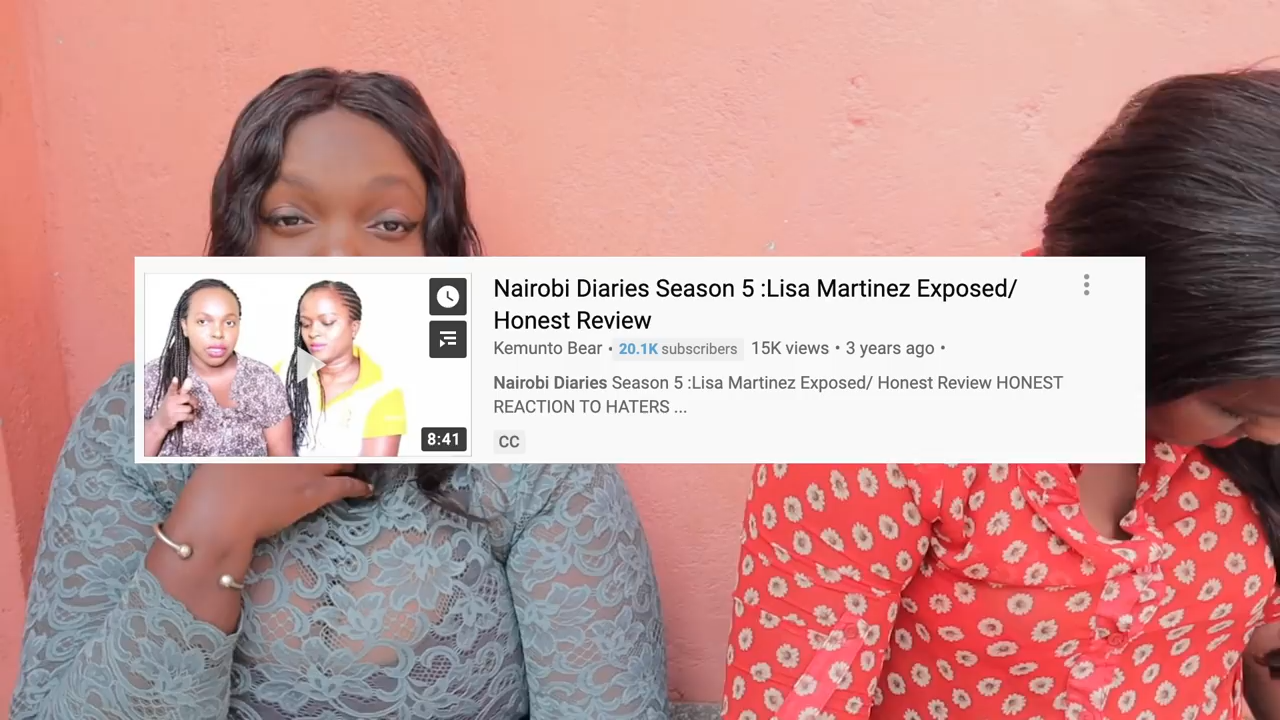 Nairobi Diaries Season 5 :Lisa Martinez Exposed/
Honest Review
Kemunto Bear • 20.1K subscribers 15K views • 3 years ago •
Nairobi Diaries Season 5 :Lisa Martinez Exposed/ Honest Review HONEST
REACTION TO HATERS ...
8:41
CC